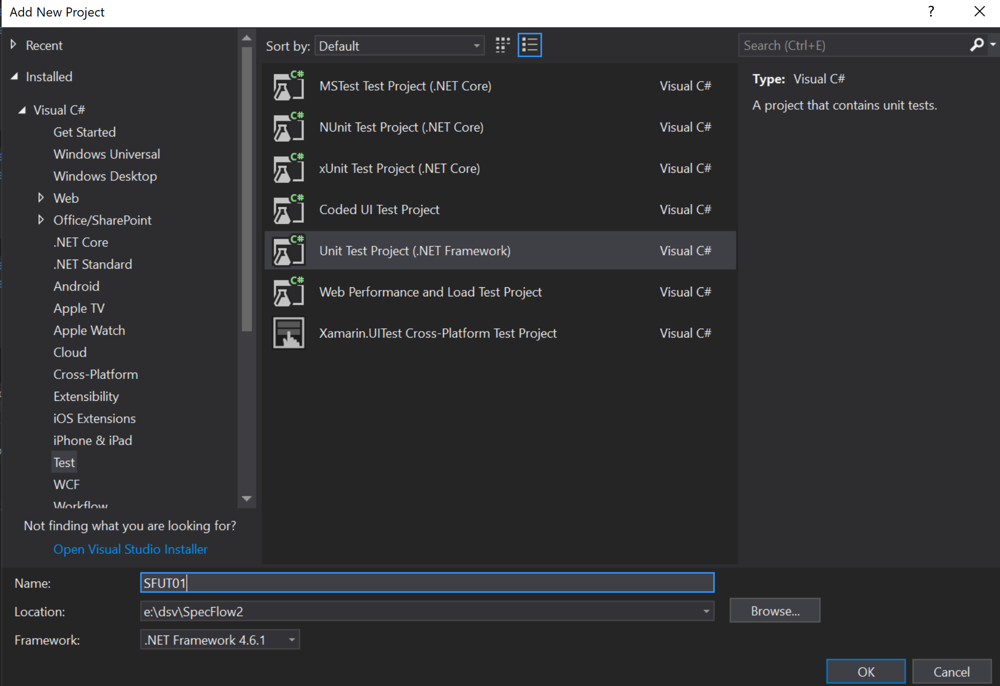 Add New Project
?
Recent
Installed
Visual C#
Get Started
Windows Universal
Windows Desktop
Web
Office/SharePoint
.NET Core
.NET Standard
Android
Apple TV
Apple Watch
Cloud
Cross-Platform
Extensibility
iOS Extensions
iPhone & iPad
Test
WCF
Workflow
Not finding what you are looking for?
Open Visual Studio Installer
Sort by: Default
C# MSTest Test Project (.NET Core) Visual C#
C# NUnit Test Project (.NET Core) Visual C#
C# xUnit Test Project (.NET Core) Visual C#
C# Coded UI Test Project Visual C#
C# Unit Test Project (.NET Framework) Visual C#
C# Web Performance and Load Test Project Visual C#
Xamarin.UITest Cross-Platform Test Project Visual C#
Search (Ctrl+E)
Type: Visual C#
A project that contains unit tests.
Name: SFUT01
Location: e:\dsv\SpecFlow2 Browse...
Framework: .NET Framework 4.6.1
OK Cancel